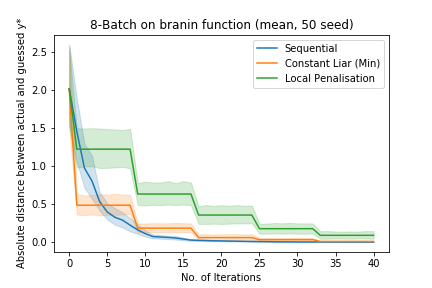 8-Batch on branin function (mean, 50 seed)
Absolute distance between actual and guessed y*
2.5
2.0
1.5
1.0
0.5
0.0
Sequential
Constant Liar (Min)
Local Penalisation
0 5 10 15 20 25 30 35 40
No. of Iterations